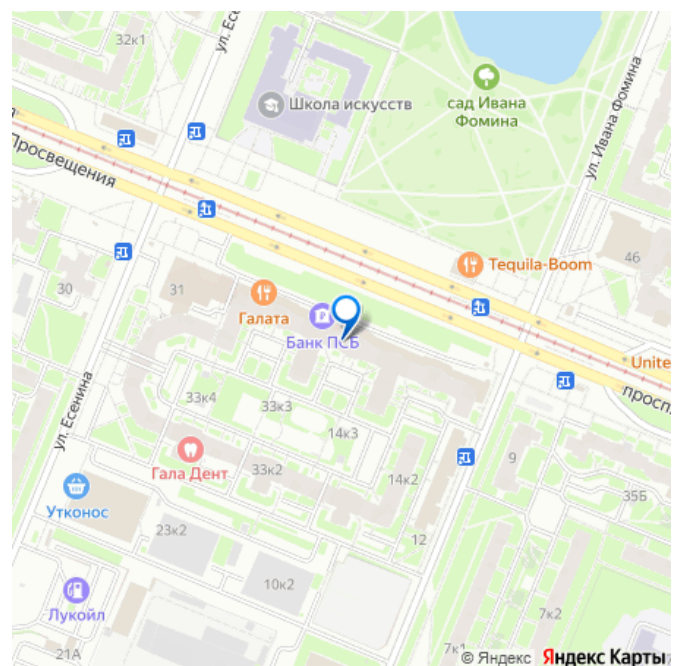 32к1
ул. Есенина
Школа искусств
сад Ивана
Фомина
ул. Ивана Фомина
Просвещения
Tequila-Boom
46
30
31
Галата
Банк ПСБ
Unite
просп.
33к4
33к3
14к3
ул. Есенина
Гала Дент
33к2
14к2
9
35Б
Утконос
23к2
12
10к2
Лукойл
7к2
21А
7к1
© Яндекс Яндекс Карты